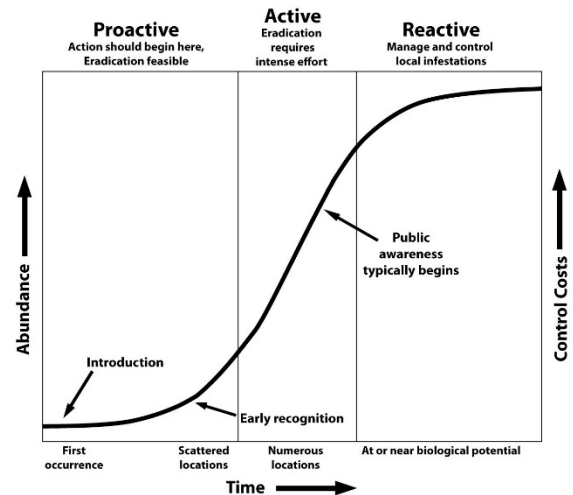 Proactive
Action should begin here,
Eradication feasible
Active
Eradication
requires
intense effort
Reactive
Manage and control
local infestations
Abundance
Control Costs
Public
awareness
typically begins
Introduction
Early recognition
First
occurrence
Scattered
locations
Numerous
locations
At or near biological potential
Time